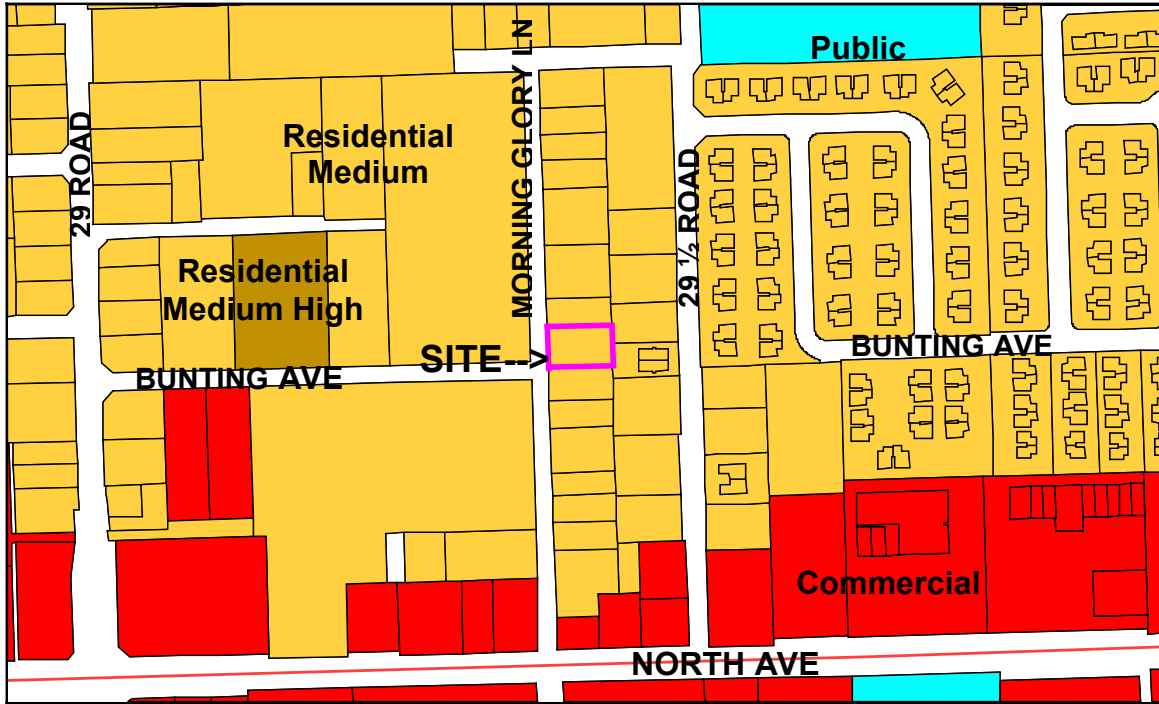 Public
MORNING GLORY LN
29 ROAD
Residential
Medium
29 ½ ROAD
Residential
Medium High
SITE-->
BUNTING AVE
BUNTING AVE
Commercial
NORTH AVE